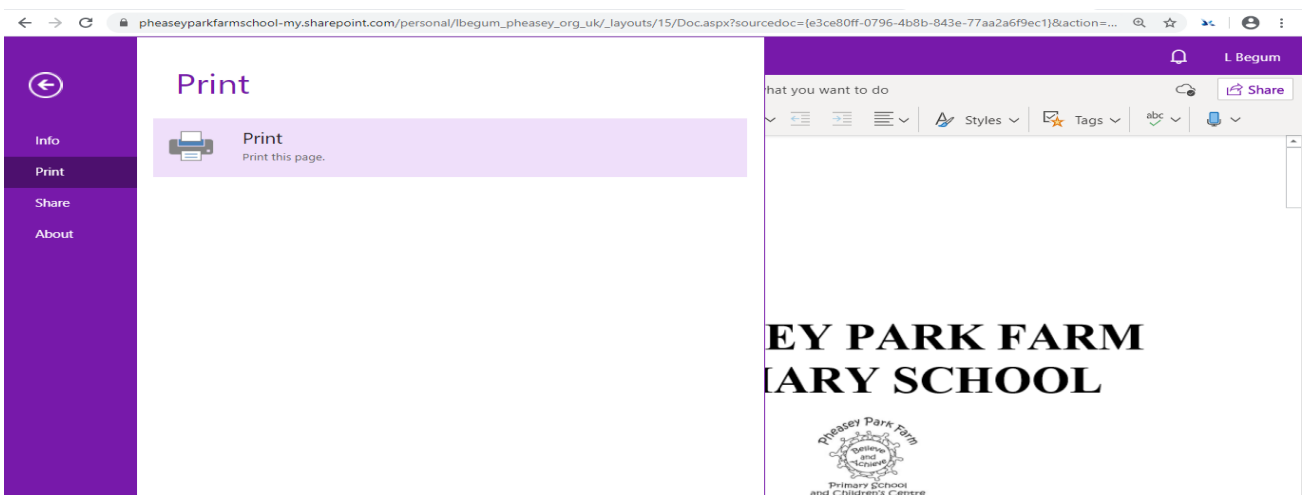 pheaseyparkfarmschool-my.sharepoint.com/personal/lbegum_pheasey_org_uk/_layouts/15/Doc.aspx?sourcedoc={e3ce80ff-0796-4b8b-843e-77aa2a6f9ec1}&action=...
L Begum
Print
hat you want to do
Share
Styles
Tags
abc
Info
Print
Print this page.
Print
Share
About
EY PARK FARM
IARY SCHOOL
Pheasey Park Farm
Believe
and
Achieve
Primary School
and Children's Centre